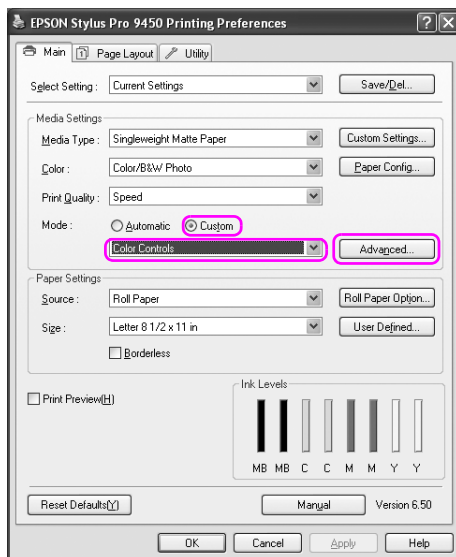 EPSON Stylus Pro 9450 Printing Preferences
Main Page Layout Utility
Select Setting : Current Settings Save/Del...
Media Settings
Media Type : Singleweight Matte Paper Custom Settings...
Color : Color/B&W Photo Paper Config...
Print Quality : Speed
Mode : Automatic Custom
Color Controls Advanced...
Paper Settings
Source : Roll Paper Roll Paper Option...
Size : Letter 8 1/2 x 11 in User Defined...
Borderless
Print Preview(H)
Ink Levels
MB MB C C M M Y Y
Reset Defaults(Y) Manual Version 6.50
OK Cancel Apply Help